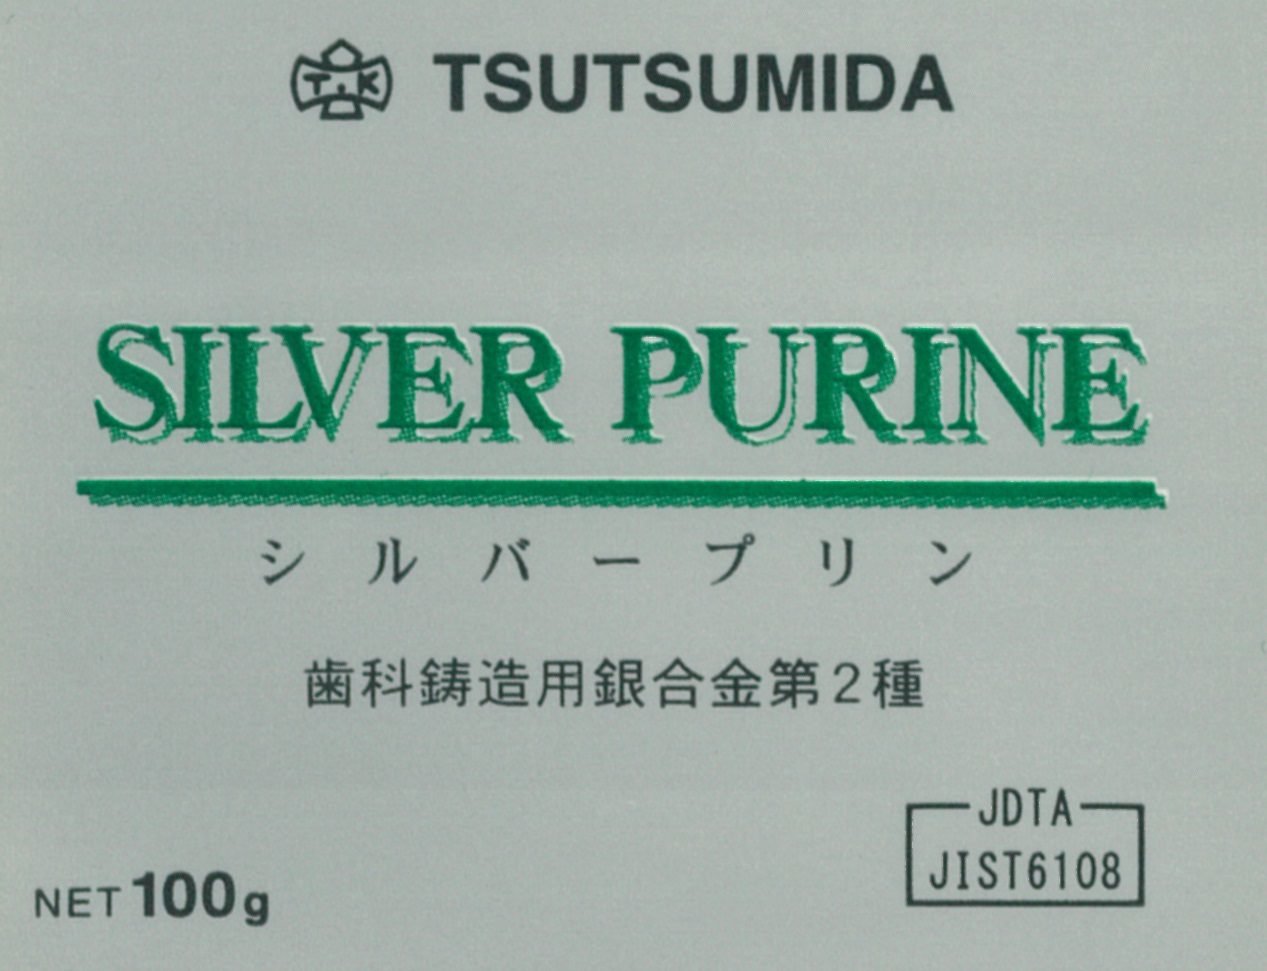 T.K TSUTSUMIDA
SILVER PURINE
シルバープリン
歯科鋳造用銀合金第2種
JDTA
JIST6108
NET 100g